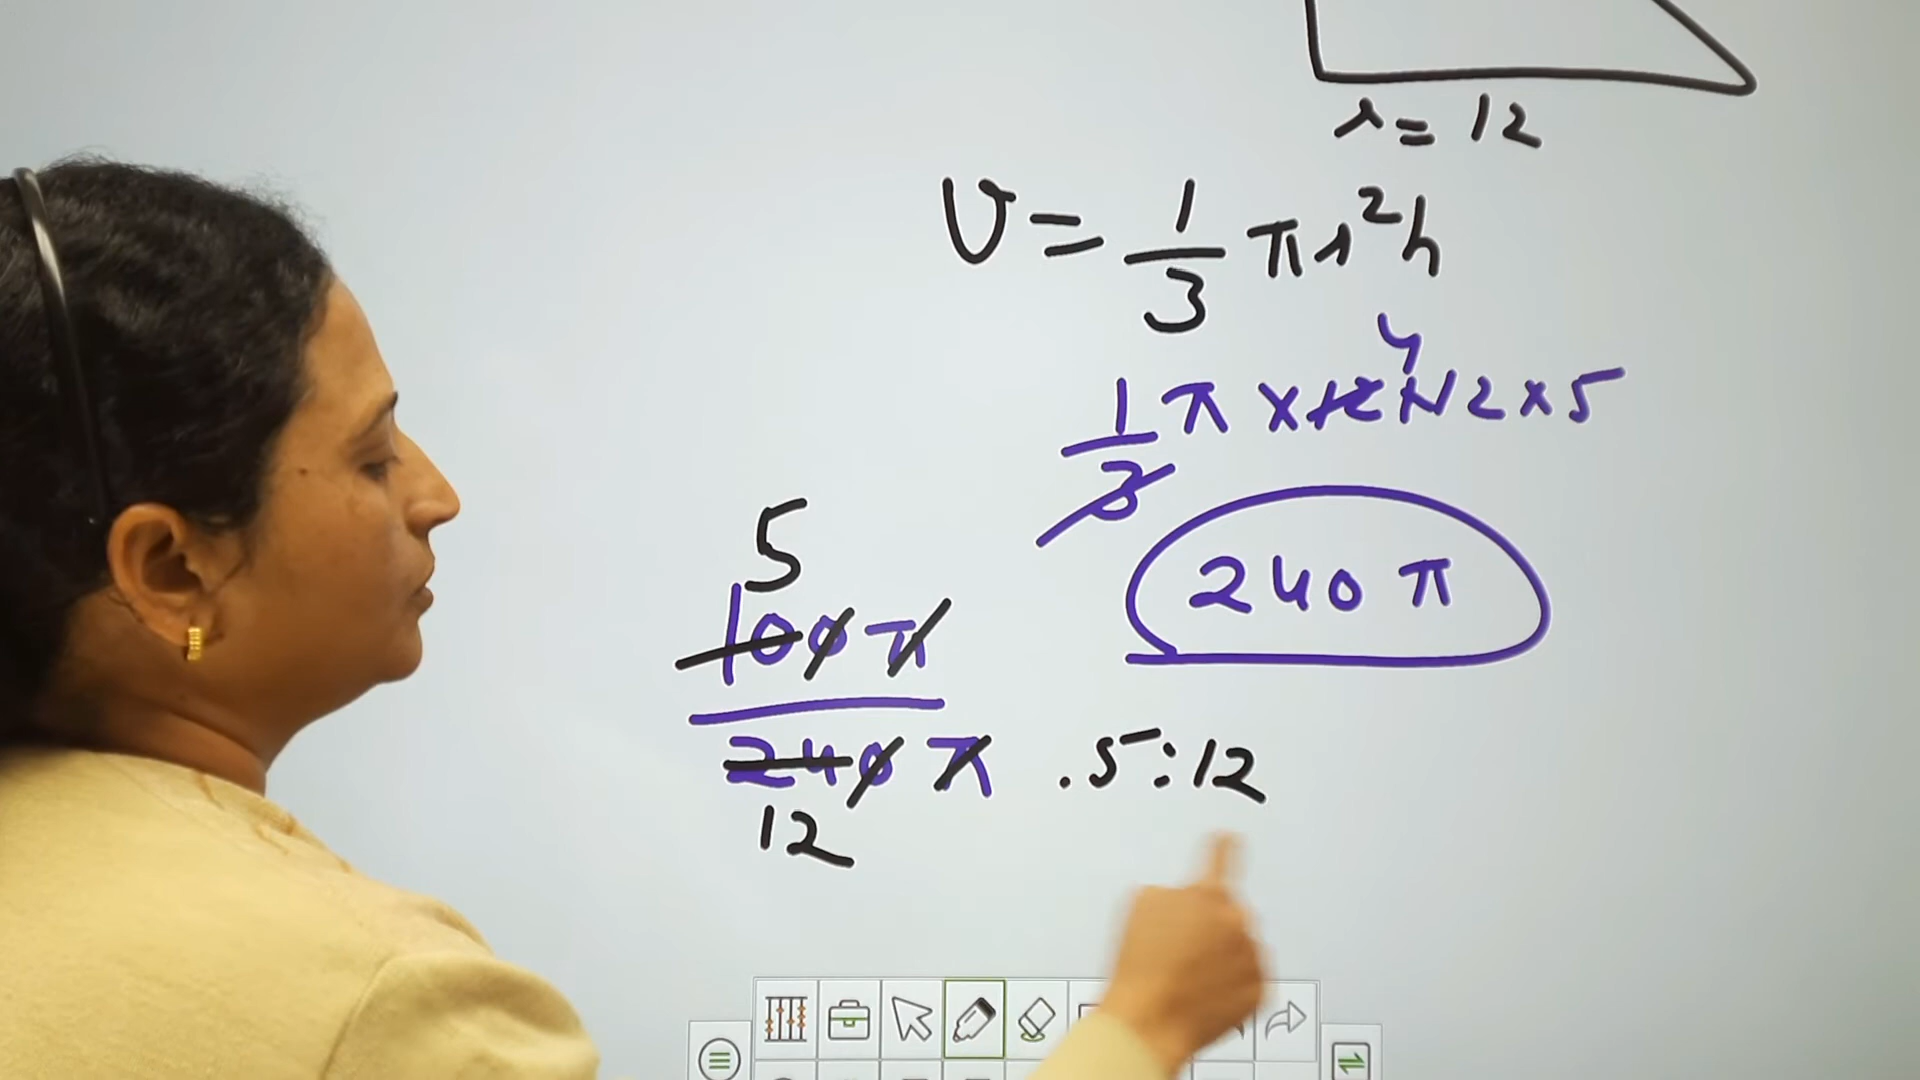 r = 12
V = 1/3 πr²h
4
1/3 π x 12 x 12 x 5
240 π
5
100 π
240 π
12
. 5 : 12